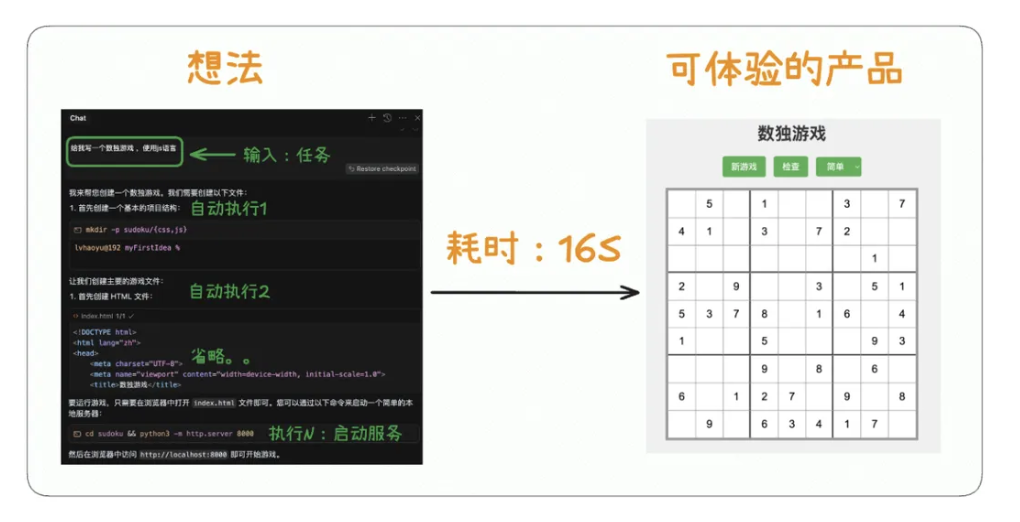 想法
Chat
给我写一个数独游戏，使用js语言
输入：任务
Restore checkpoint
我来帮您创建一个数独游戏。我们需要创建以下文件：
1. 首先创建一个基本的项目结构：
自动执行1
mkdir -p sudoku/{css,js}
lvhaoyu@192 myFirstIdea %
让我们创建主要的游戏文件：
1. 首先创建 HTML 文件：
自动执行2
index.html 1/1
<!DOCTYPE html>
<html lang="zh">
<head>
省略。。
<meta charset="UTF-8">
<meta name="viewport" content="width=device-width, initial-scale=1.0">
<title>数独游戏</title>
要运行游戏，只需要在浏览器中打开 index.html 文件即可。您可以通过以下命令来启动一个简单的本
地服务器：
cd sudoku && python3 -m http.server 8000
执行N：启动服务
然后在浏览器中访问 http://localhost:8000 即可开始游戏。
耗时：16S
可体验的产品
数独游戏
新游戏 检查 简单
5 1 3 7
4 1 3 7 2
1
2 9 3 5 1
5 3 7 8 1 6 4
1 5 9 3
9 8 6
6 1 2 7 9 8
9 6 3 4 1 7